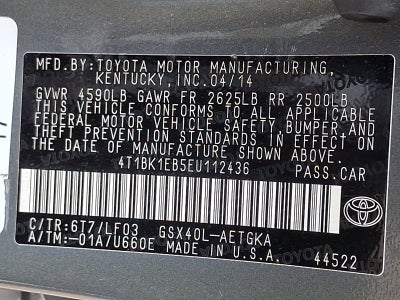 MFD.BY:TOYOTA MOTOR MANUFACTURING,
KENTUCKY,INC.04/14
GVWR 4590LB GAWR FR 2625LB RR 2500LB
THIS VEHICLE CONFORMS TO ALL APPLICABLE
FEDERAL MOTOR VEHICLE SAFETY, BUMPER,AND
THEFT PREVENTION STANDARDS IN EFFECT ON
THE DATE OF MANUFACTURE SHOWN ABOVE.
4T1BK1EB5EU112436 PASS.CAR
C/TR:6T7/LF03 GSX40L-AETGKA
A/TM:-01A/U660E MADE IN U.S.A. 44522